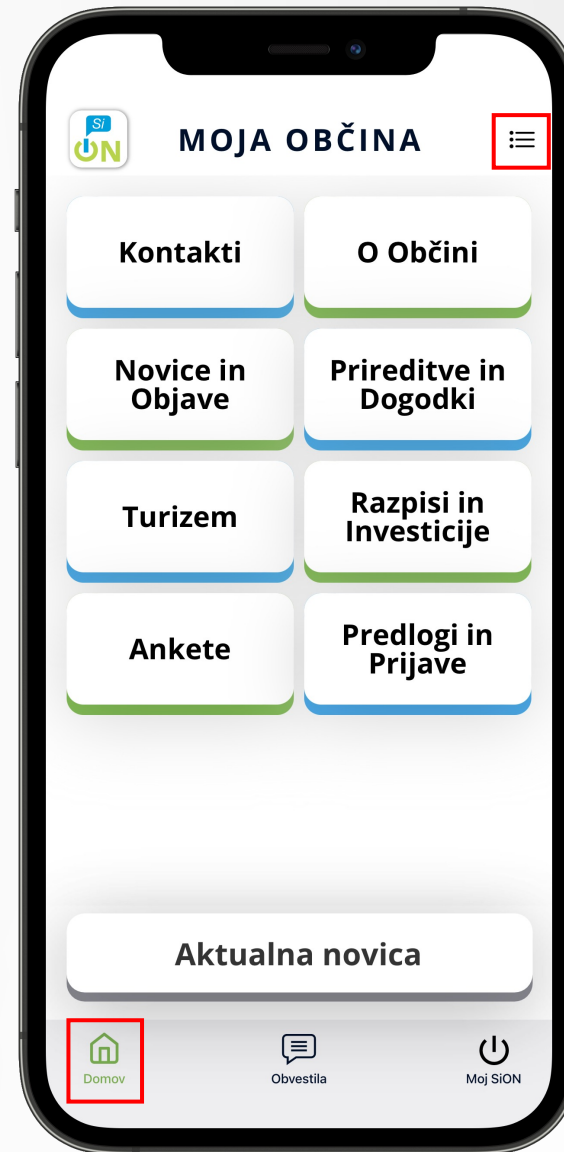 Si
ON
MOJA OBČINA
Kontakti
O Občini
Novice in
Objave
Prireditve in
Dogodki
Turizem
Razpisi in
Investicije
Ankete
Predlogi in
Prijave
Aktualna novica
Domov
Obvestila
Moj SiON